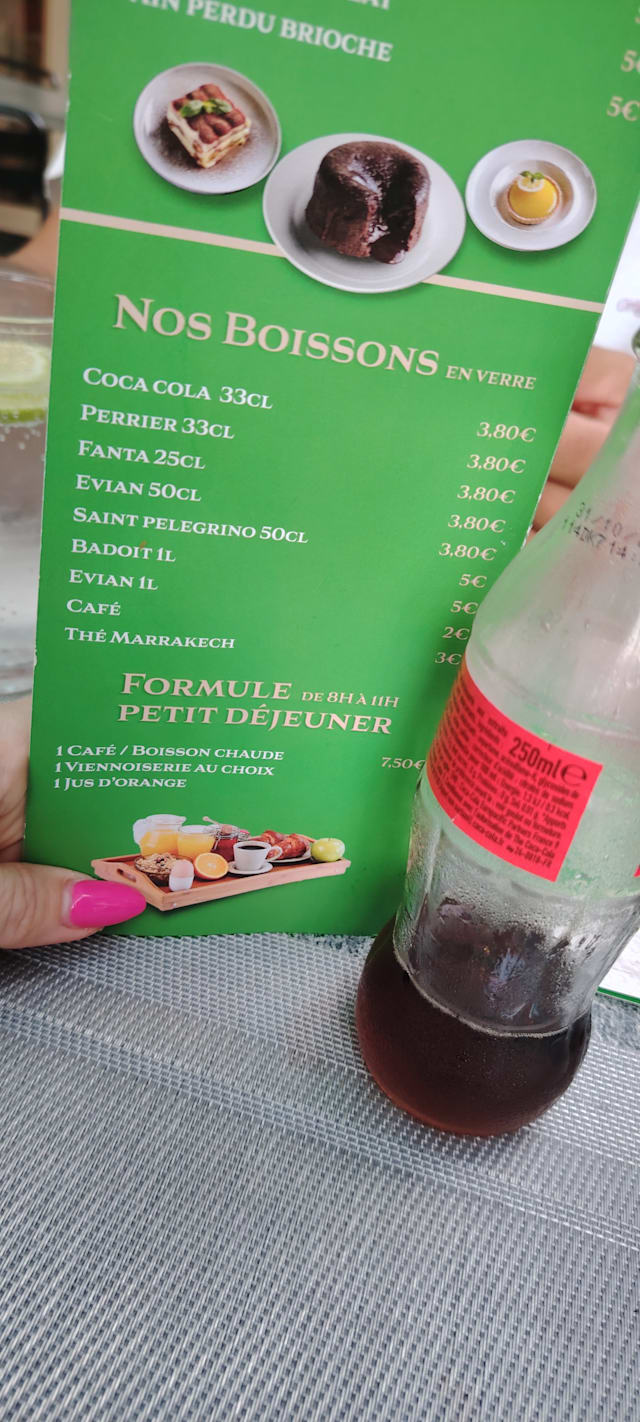 PERDU BRIOCHE
5€
NOS BOISSONS EN VERRE
COCA COLA 33CL 3,80€
PERRIER 33CL 3,80€
FANTA 25CL 3,80€
EVIAN 50CL 3,80€
SAINT PELEGRINO 50CL 3,80€
BADOIT 1L 5€
EVIAN 1L 5€
CAFÉ 2€
THÉ MARRAKECH 3€
FORMULE DE 8H À 11H
PETIT DÉJEUNER
1 CAFÉ / BOISSON CHAUDE
1 VIENNOISERIE AU CHOIX 7,50€
1 JUS D'ORANGE
31/10/
250ml e